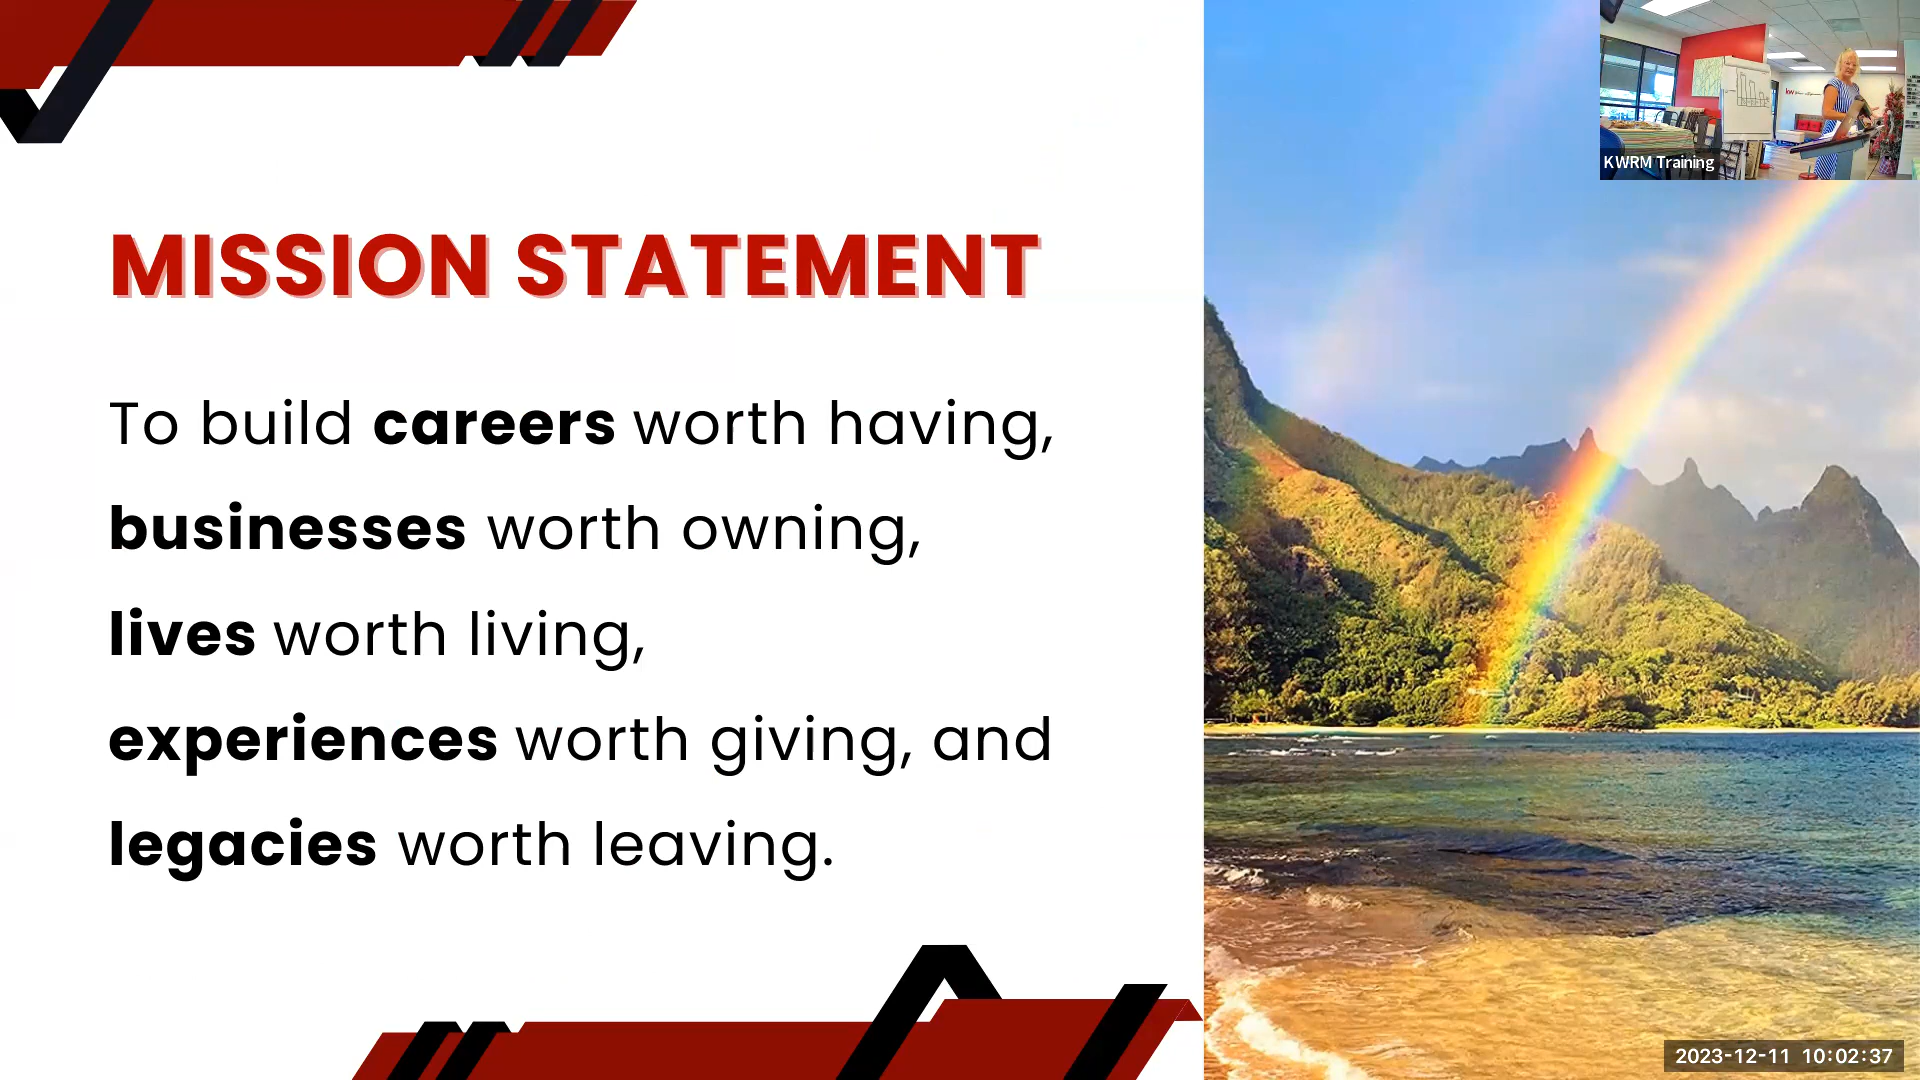 MISSION STATEMENT
To build careers worth having,
businesses worth owning,
lives worth living,
experiences worth giving, and
legacies worth leaving.
kw
KWRM Training
2023-12-11 10:02:37